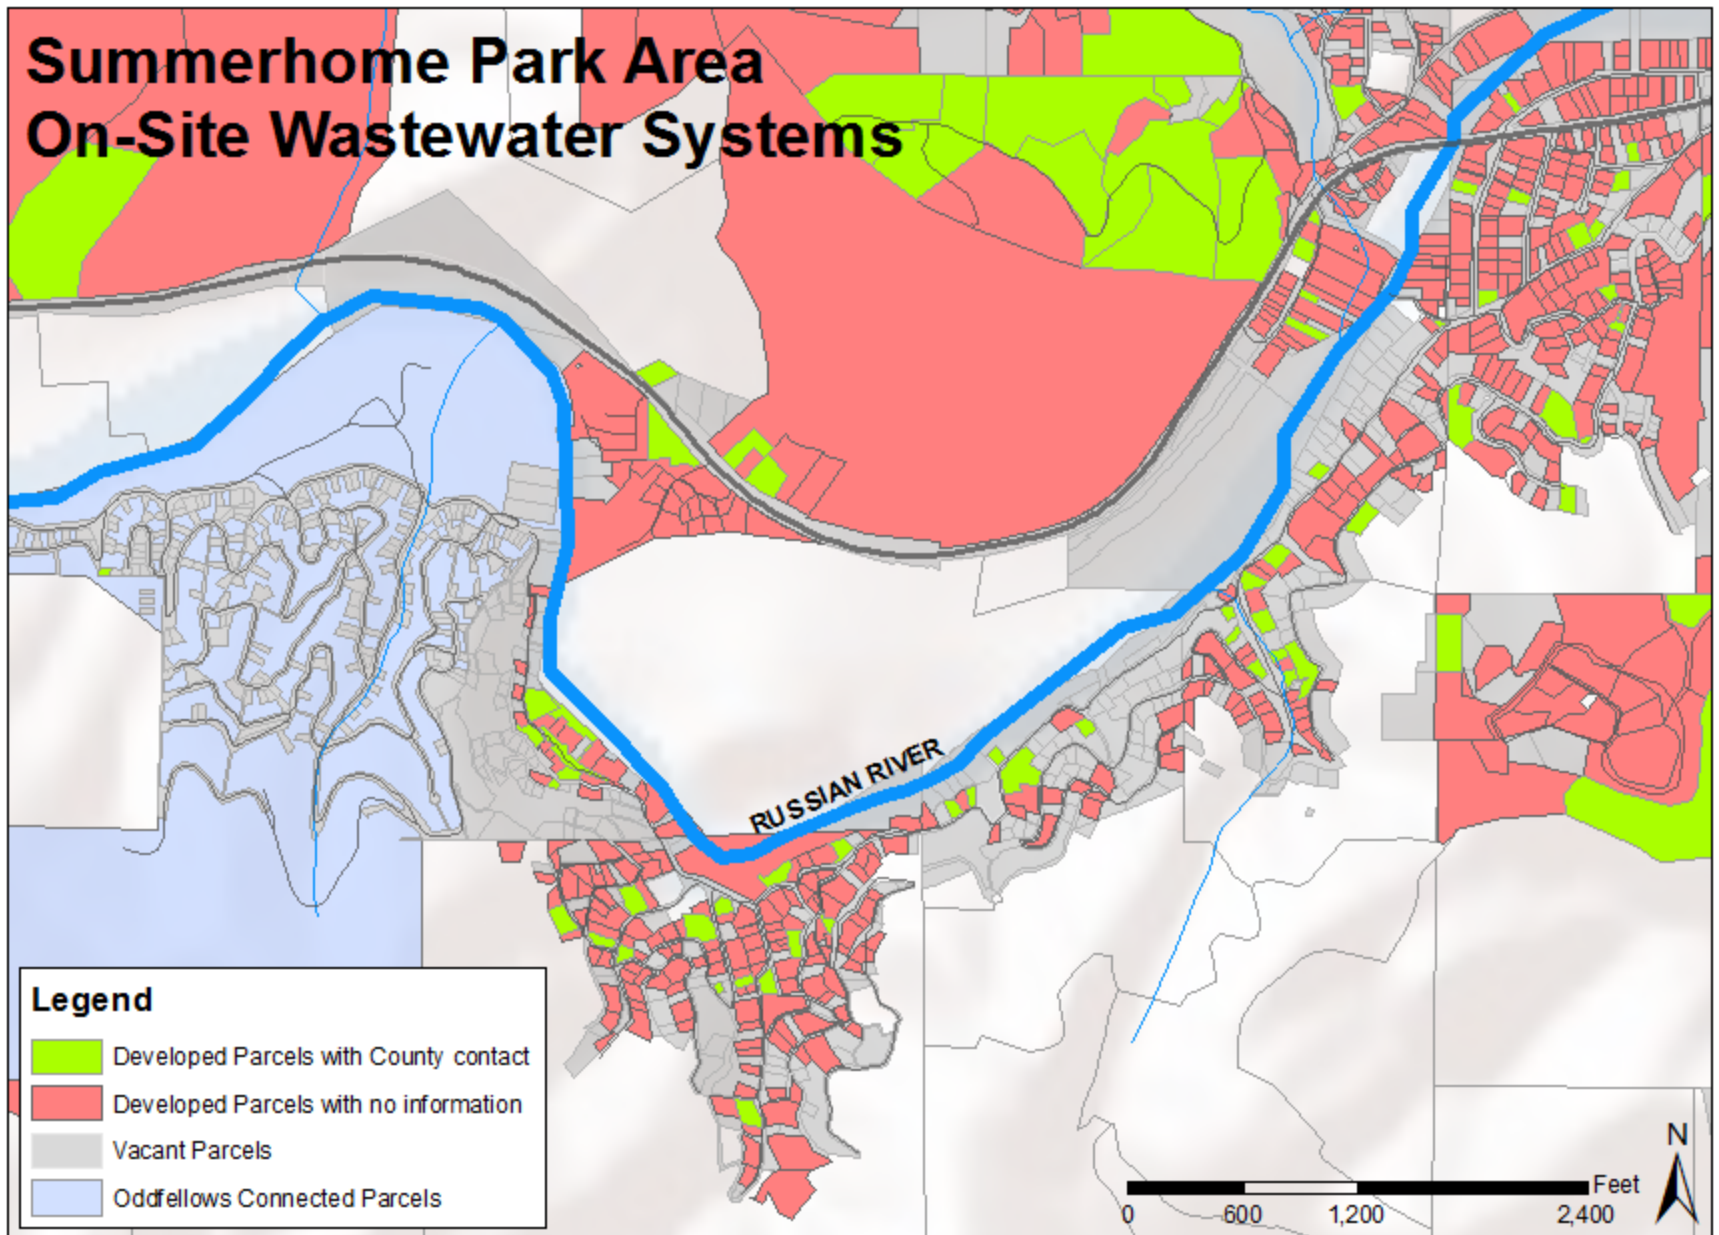 Summerhome Park Area
On-Site Wastewater Systems
RUSSIAN RIVER
Legend
Developed Parcels with County contact
Developed Parcels with no information
Vacant Parcels
Oddfellows Connected Parcels
N
Feet
0 600 1,200 2,400